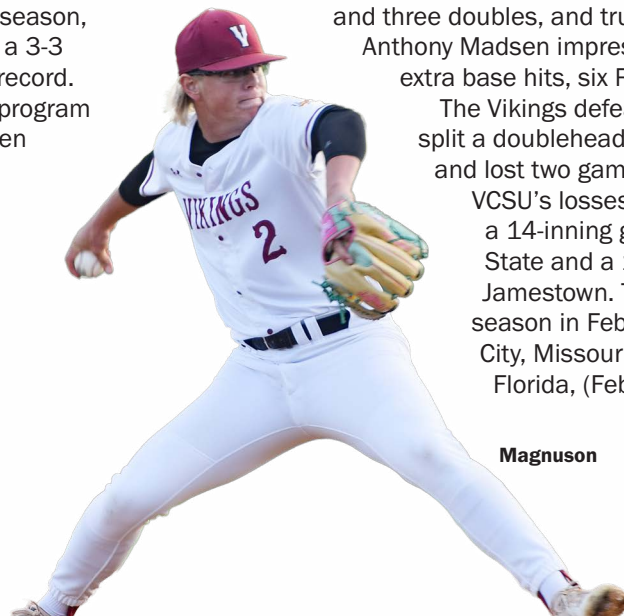 season,
a 3-3
record.
program
en
and three doubles, and tru
Anthony Madsen impres
extra base hits, six R
The Vikings defea
split a doublehead
and lost two gam
VCSU's losses
a 14-inning g
State and a
Jamestown. T
season in Feb
City, Missour
Florida, (Feb
Magnuson
V
VIKINGS
2